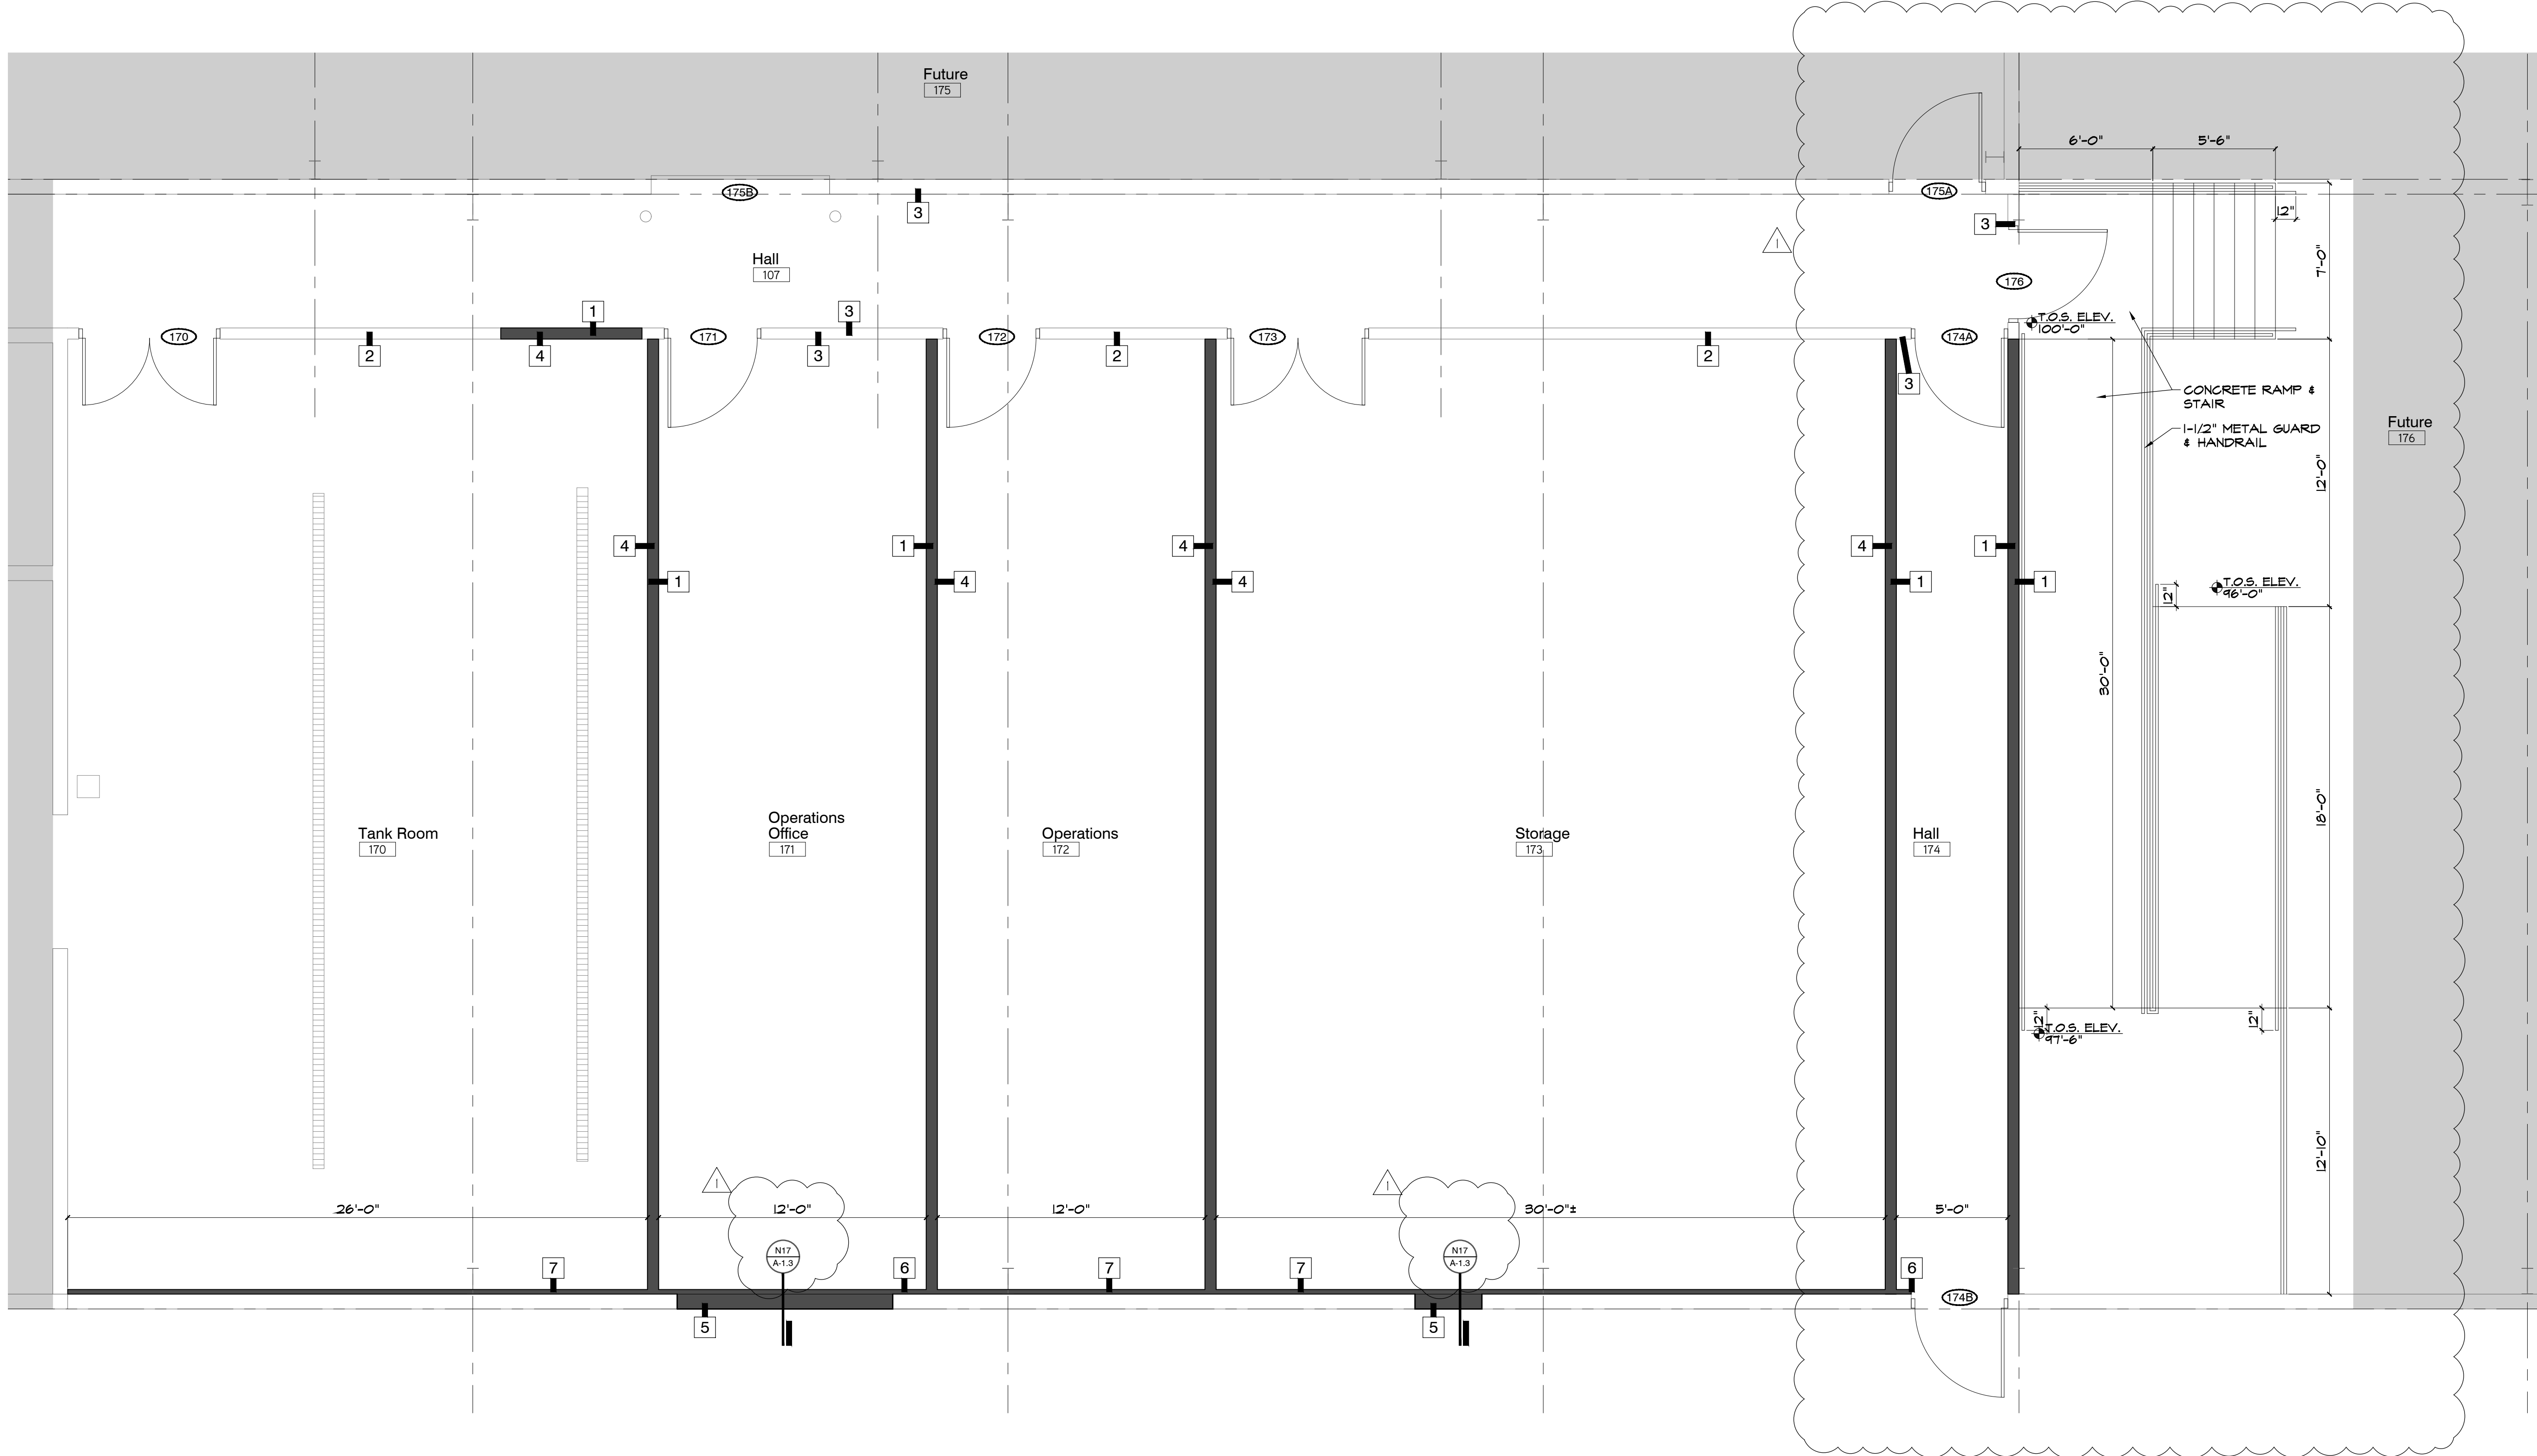 Future
175
6'-0"
5'-6"
175B
175A
3
12"
3
7'-0"
1
Hall
107
176
1
3
T.O.S. ELEV.
100'-0"
170
171
172
173
174A
2
4
3
2
2
3
CONCRETE RAMP &
STAIR
1-1/2" METAL GUARD
& HANDRAIL
Future
176
12'-0"
4
1
4
4
1
1
4
4
1
1
T.O.S. ELEV.
96'-0"
12"
30'-0"
18'-0"
Tank Room
170
Operations
Office
171
Operations
172
Storage
173
Hall
174
12"
12"
T.O.S. ELEV.
97'-6"
12'-10"
1
1
26'-0"
12'-0"
12'-0"
30'-0"±
5'-0"
N17
A-1.3
N17
A-1.3
7
6
7
7
6
174B
5
5